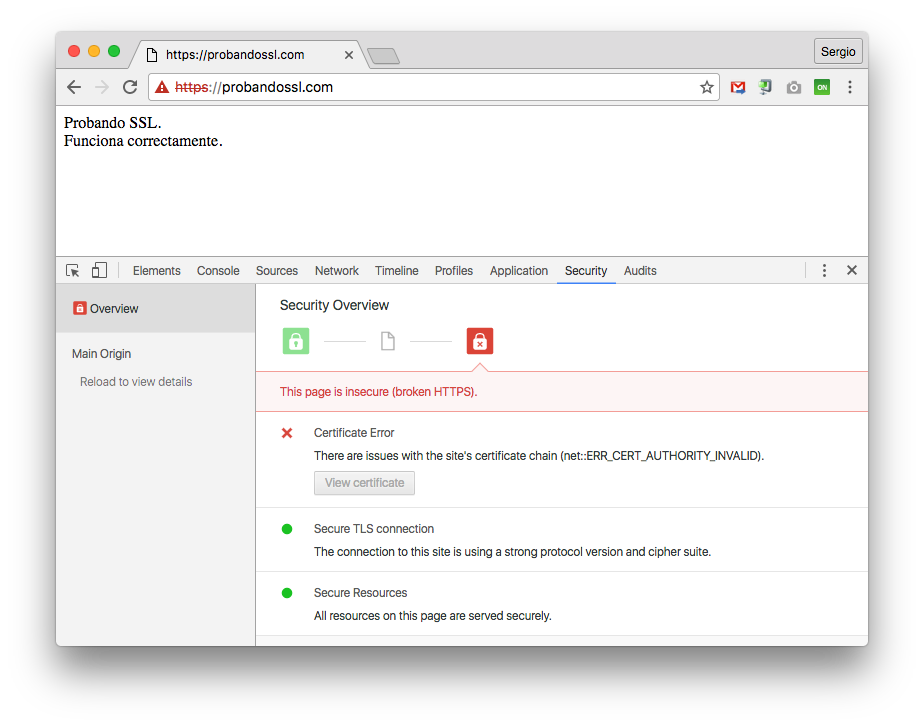 https://probandossl.com
Sergio
https://probandossl.com
ON
Probando SSL.
Funciona correctamente.
Elements Console Sources Network Timeline Profiles Application Security Audits
Overview
Main Origin
Reload to view details
Security Overview
This page is insecure (broken HTTPS).
Certificate Error
There are issues with the site's certificate chain (net::ERR_CERT_AUTHORITY_INVALID).
View certificate
Secure TLS connection
The connection to this site is using a strong protocol version and cipher suite.
Secure Resources
All resources on this page are served securely.